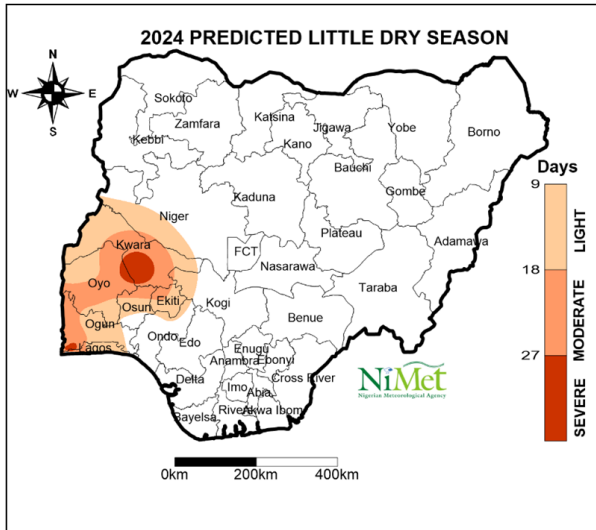 2024 PREDICTED LITTLE DRY SEASON
N
W
E
S
Sokoto
Zamfara
Kebbi
Katsina
Kano
Jigawa
Yobe
Borno
Bauchi
Gombe
Kaduna
Niger
Plateau
Adamawa
FCT
Nasarawa
Taraba
Kwara
Oyo
Kogi
Benue
Osun
Ekiti
Ogun
Lagos
Ondo
Edo
Enugu
Ebonyi
Anambra
Cross River
Delta
Imo
Abia
Rivers
Akwa Ibom
Bayelsa
Days
9
LIGHT
18
MODERATE
27
SEVERE
NiMet
Nigerian Meteorological Agency
0km
200km
400km